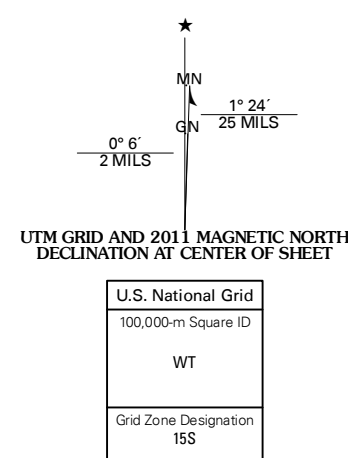 ★
MN
1° 24´
25 MILS
GN
0° 6´
2 MILS
UTM GRID AND 2011 MAGNETIC NORTH
DECLINATION AT CENTER OF SHEET
U.S. National Grid
100,000-m Square ID
WT
Grid Zone Designation
15S